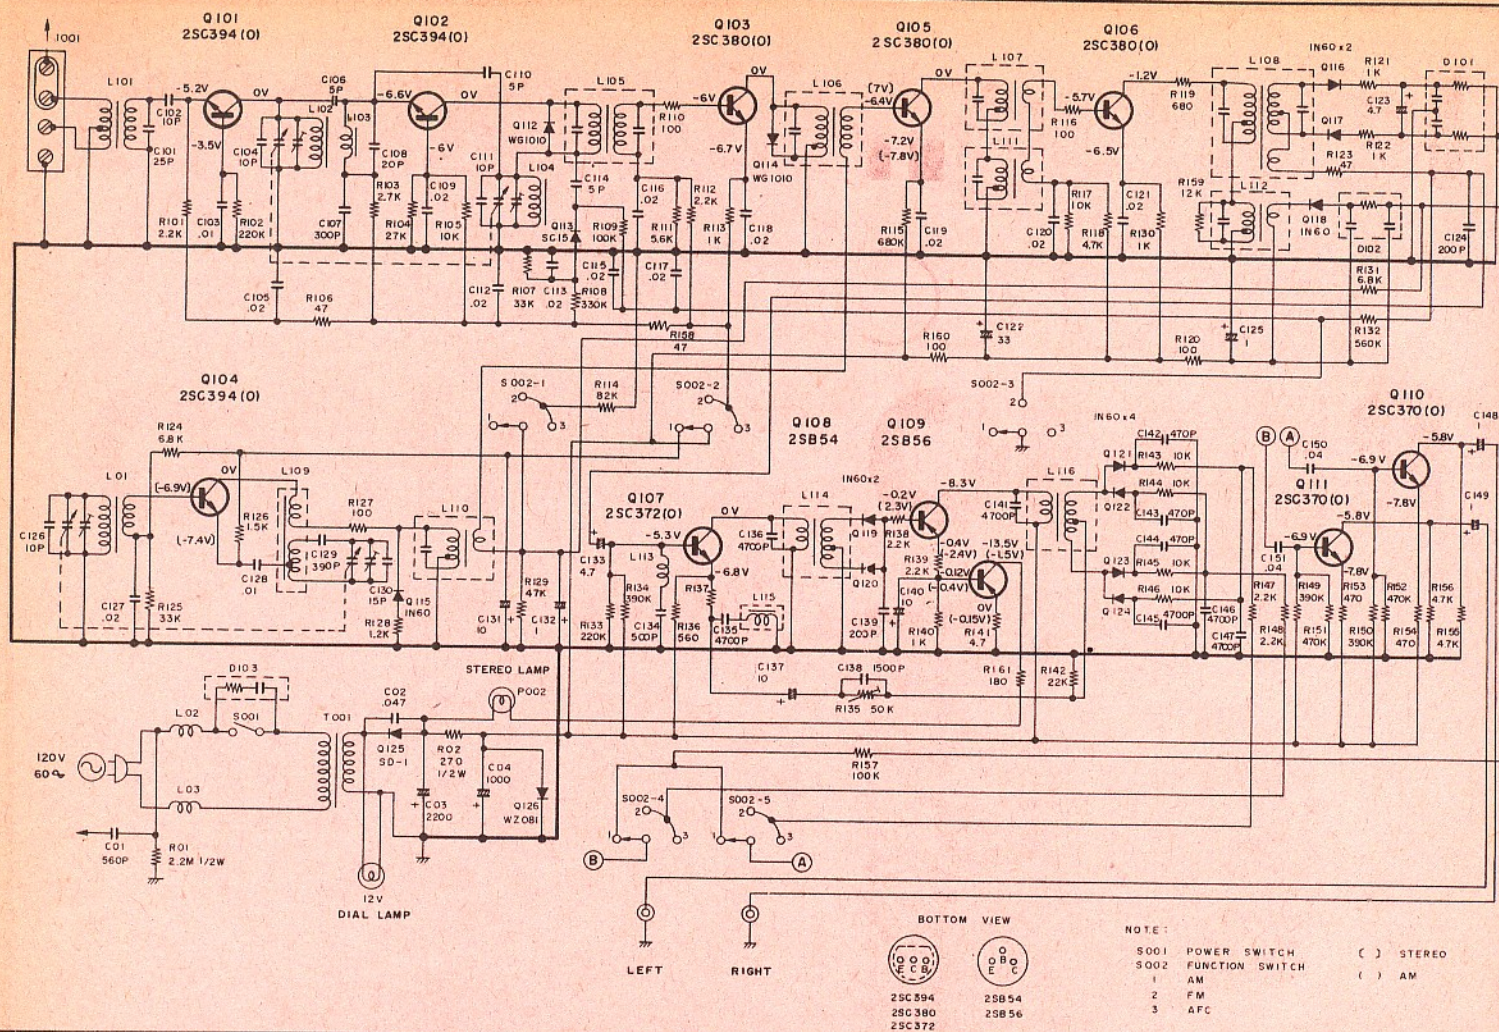 Q101
2SC394(O)
Q102
2SC394(O)
Q103
2SC380(O)
Q105
2SC380(O)
Q106
2SC380(O)
J001
L101
-5.2V
0V
C102
10P
C101
25P
-3.5V
C106
5P
L102
L103
C104
10P
C108
20P
-6.6V
0V
C110
5P
-6V
Q112
WG1010
L105
C111
10P
L104
C114
5P
R110
100
-6V
0V
-6.7V
Q114
WG1010
L106
(7V)
-6.4V
0V
-7.2V
(-7.8V)
L107
L111
-5.7V
R116
100
-1.2V
-6.5V
R119
680
L108
IN60x2
Q116
R121
1K
C123
4.7
D101
Q117
R122
1K
R123
47
R159
12K
L112
Q118
IN60
D102
C124
200P
R101
2.2K
C103
.01
R102
220K
C107
300P
R103
2.7K
R104
27K
C109
.02
R105
10K
Q113
SG15
R109
100K
C116
.02
R111
5.6K
R112
2.2K
R113
1K
C118
.02
R115
680K
C119
.02
C120
.02
R117
10K
R118
4.7K
C121
.02
R130
1K
C105
.02
R106
47
C112
.02
R107
33K
C113
.02
R108
330K
C115
.02
C117
.02
R158
47
R160
100
C122
33
R120
100
C125
1
R131
6.8K
R132
560K
Q104
2SC394(O)
R124
6.8K
L01
(-6.9V)
0V
L109
C126
10P
R126
1.5K
(-7.4V)
R127
100
L110
C129
390P
C128
.01
C130
15P
Q115
IN60
R128
1.2K
C127
.02
R125
33K
C131
10
R129
47K
C132
1
S002-1
1
2
3
R114
82K
S002-2
1
2
3
S002-3
1
2
3
Q107
2SC372(O)
-5.3V
0V
-6.8V
C133
4.7
L113
R133
220K
R134
390K
C134
500P
R136
560
R137
C135
4700P
L115
C136
4700P
Q108
2SB54
Q109
2SB56
L114
IN60x2
Q119
Q120
-0.2V
(2.3V)
R138
2.2K
-8.3V
-0.4V
(-2.4V)
R139
2.2K
-0.12V
(-0.4V)
-13.5V
(-1.5V)
0V
(-0.15V)
C139
200P
C140
10
R140
1K
R141
4.7
C141
4700P
L116
IN60x4
Q121
Q122
Q123
Q124
C142 470P
R143 10K
R144 10K
C143 470P
C144 470P
R145 10K
R146 10K
C145 4700P
C146
4700P
C147
4700P
R147
2.2K
R148
2.2K
B
A
C150
.04
C151
.04
Q110
2SC370(O)
-6.9V
-5.8V
-7.8V
Q111
2SC370(O)
-6.9V
-5.8V
-7.8V
C148
C149
R149
390K
R151
470K
R153
470
R150
390K
R152
470K
R154
470
R156
4.7K
R155
4.7K
C137
10
C138 1500P
R135 50K
R161
180
R142
22K
D103
L02
S001
T001
120V
60~
L03
C01
560P
R01
2.2M 1/2W
C02
.047
Q125
SD-1
R02
270
1/2W
C03
2200
C04
1000
Q126
WZ081
STEREO LAMP
P002
12V
DIAL LAMP
R157
100K
S002-4
1
2
3
S002-5
1
2
3
B
A
LEFT
RIGHT
BOTTOM VIEW
E C B
B
E C
2SC394
2SC380
2SC372
2SB54
2SB56
NOTE:
S001 POWER SWITCH
S002 FUNCTION SWITCH
1 AM
2 FM
3 AFC
( ) STEREO
( ) AM